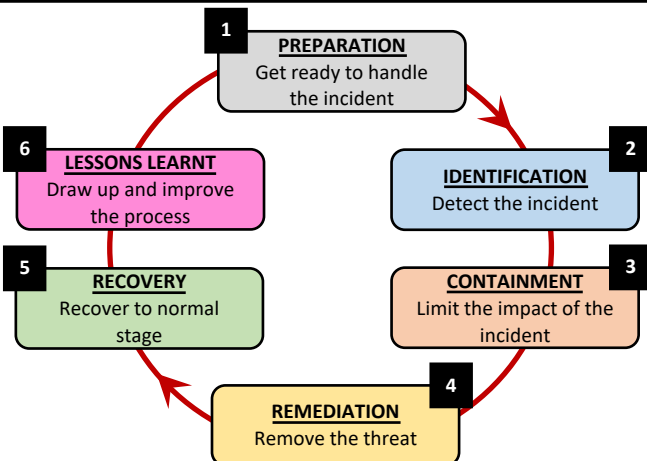 1
PREPARATION
Get ready to handle
the incident
2
IDENTIFICATION
Detect the incident
3
CONTAINMENT
Limit the impact of the
incident
4
REMEDIATION
Remove the threat
5
RECOVERY
Recover to normal
stage
6
LESSONS LEARNT
Draw up and improve
the process